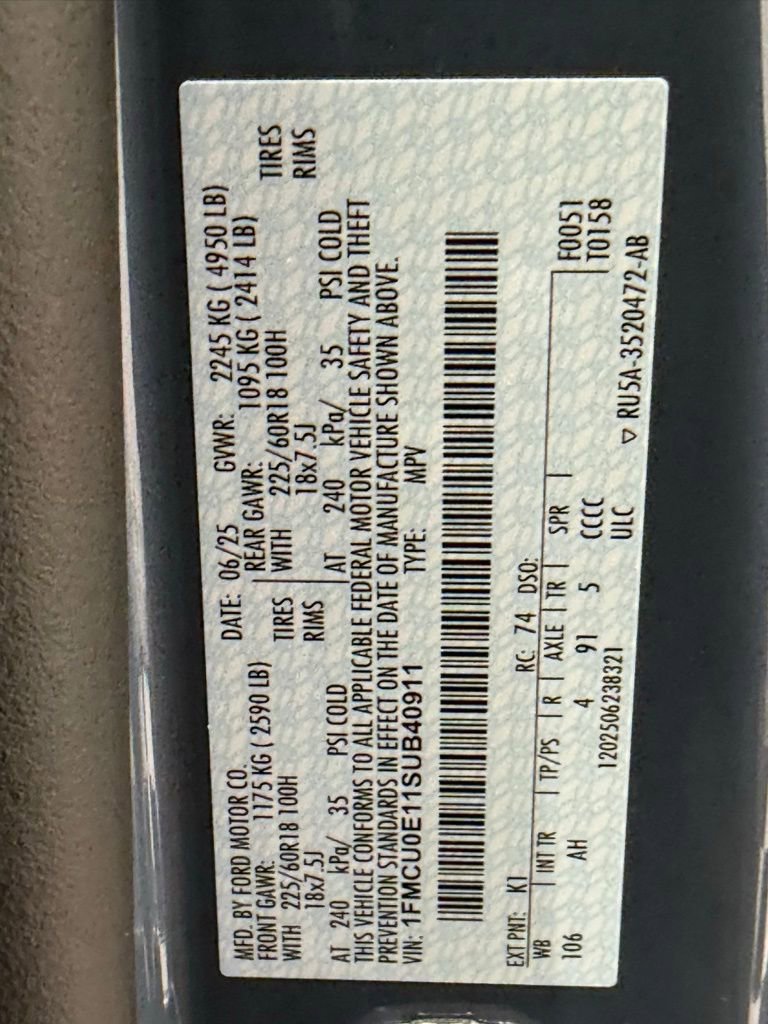 MFD. BY FORD MOTOR CO.
DATE: 06/25 GVWR: 2245 KG ( 4950 LB)
FRONT GAWR: 1175 KG ( 2590 LB)
REAR GAWR: 1095 KG ( 2414 LB)
WITH 225/60R18 100H TIRES
WITH 225/60R18 100H TIRES
18x7.5J RIMS
18x7.5J RIMS
AT 240 kPa/ 35 PSI COLD
AT 240 kPa/ 35 PSI COLD
THIS VEHICLE CONFORMS TO ALL APPLICABLE FEDERAL MOTOR VEHICLE SAFETY AND THEFT
PREVENTION STANDARDS IN EFFECT ON THE DATE OF MANUFACTURE SHOWN ABOVE.
VIN: 1FMCU0E11SUB40911 TYPE: MPV
EXT PNT: K1 RC: 74 DSO:
WB INT TR TP/PS R AXLE TR SPR F0051
106 AH 4 91 5 CCCC T0158
1202506238321 ULC ▽ RU5A-3520472-AB